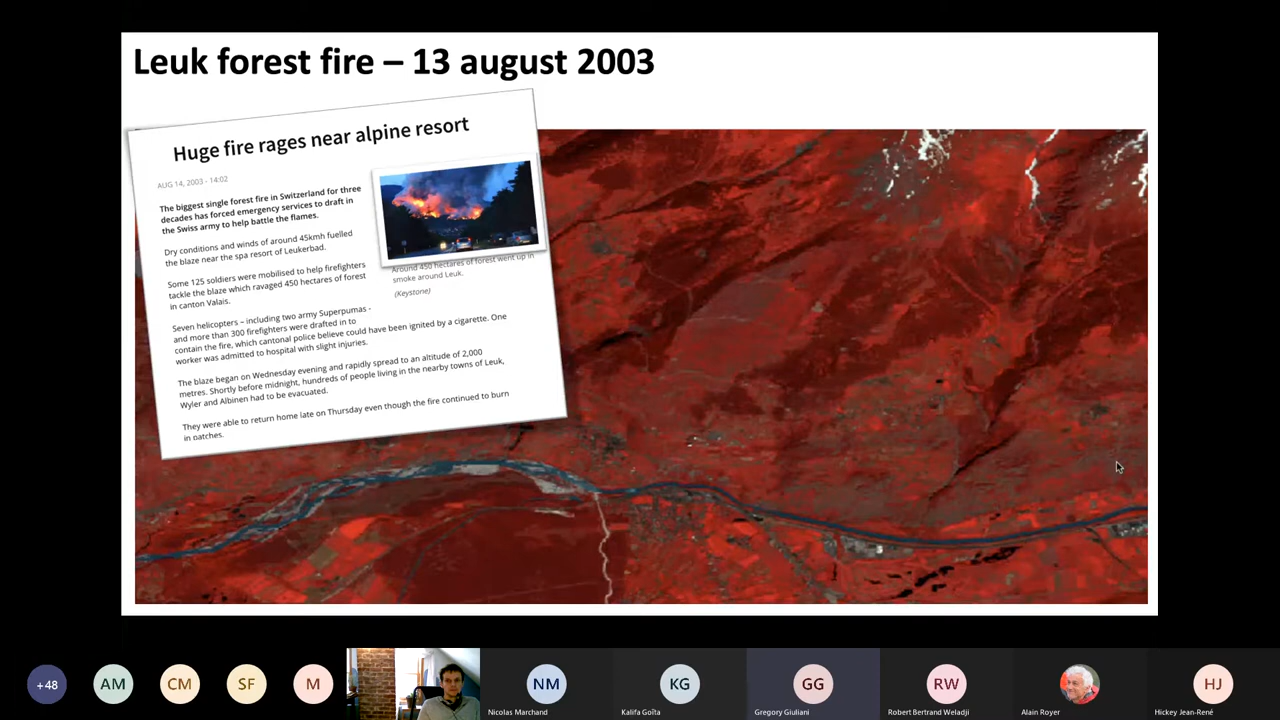 Leuk forest fire – 13 august 2003
Huge fire rages near alpine resort
AUG 14, 2003 - 14:02
The biggest single forest fire in Switzerland for three
decades has forced emergency services to draft in
the Swiss army to help battle the flames.
Dry conditions and winds of around 45kmh fuelled
the blaze near the spa resort of Leukerbad.
Some 125 soldiers were mobilised to help firefighters
tackle the blaze which ravaged 450 hectares of forest
in canton Valais.
Around 450 hectares of forest went up in
smoke around Leuk.
(Keystone)
Seven helicopters – including two army Superpumas -
and more than 300 firefighters were drafted in to
contain the fire, which cantonal police believe could have been ignited by a cigarette. One
worker was admitted to hospital with slight injuries.
The blaze began on Wednesday evening and rapidly spread to an altitude of 2,000
metres. Shortly before midnight, hundreds of people living in the nearby towns of Leuk,
Wyler and Albinen had to be evacuated.
They were able to return home late on Thursday even though the fire continued to burn
in patches.
+48
AM
CM
SF
M
NM
KG
GG
RW
HJ
Nicolas Marchand
Kalifa Goïta
Gregory Giuliani
Robert Bertrand Weladji
Alain Royer
Hickey Jean-René